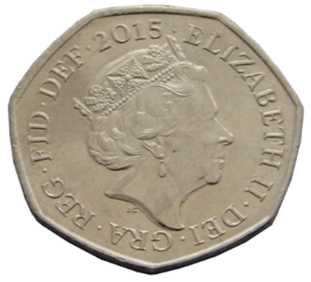 ELIZABETH II · DEI · GRA · REG · FID · DEF · 2015 ·